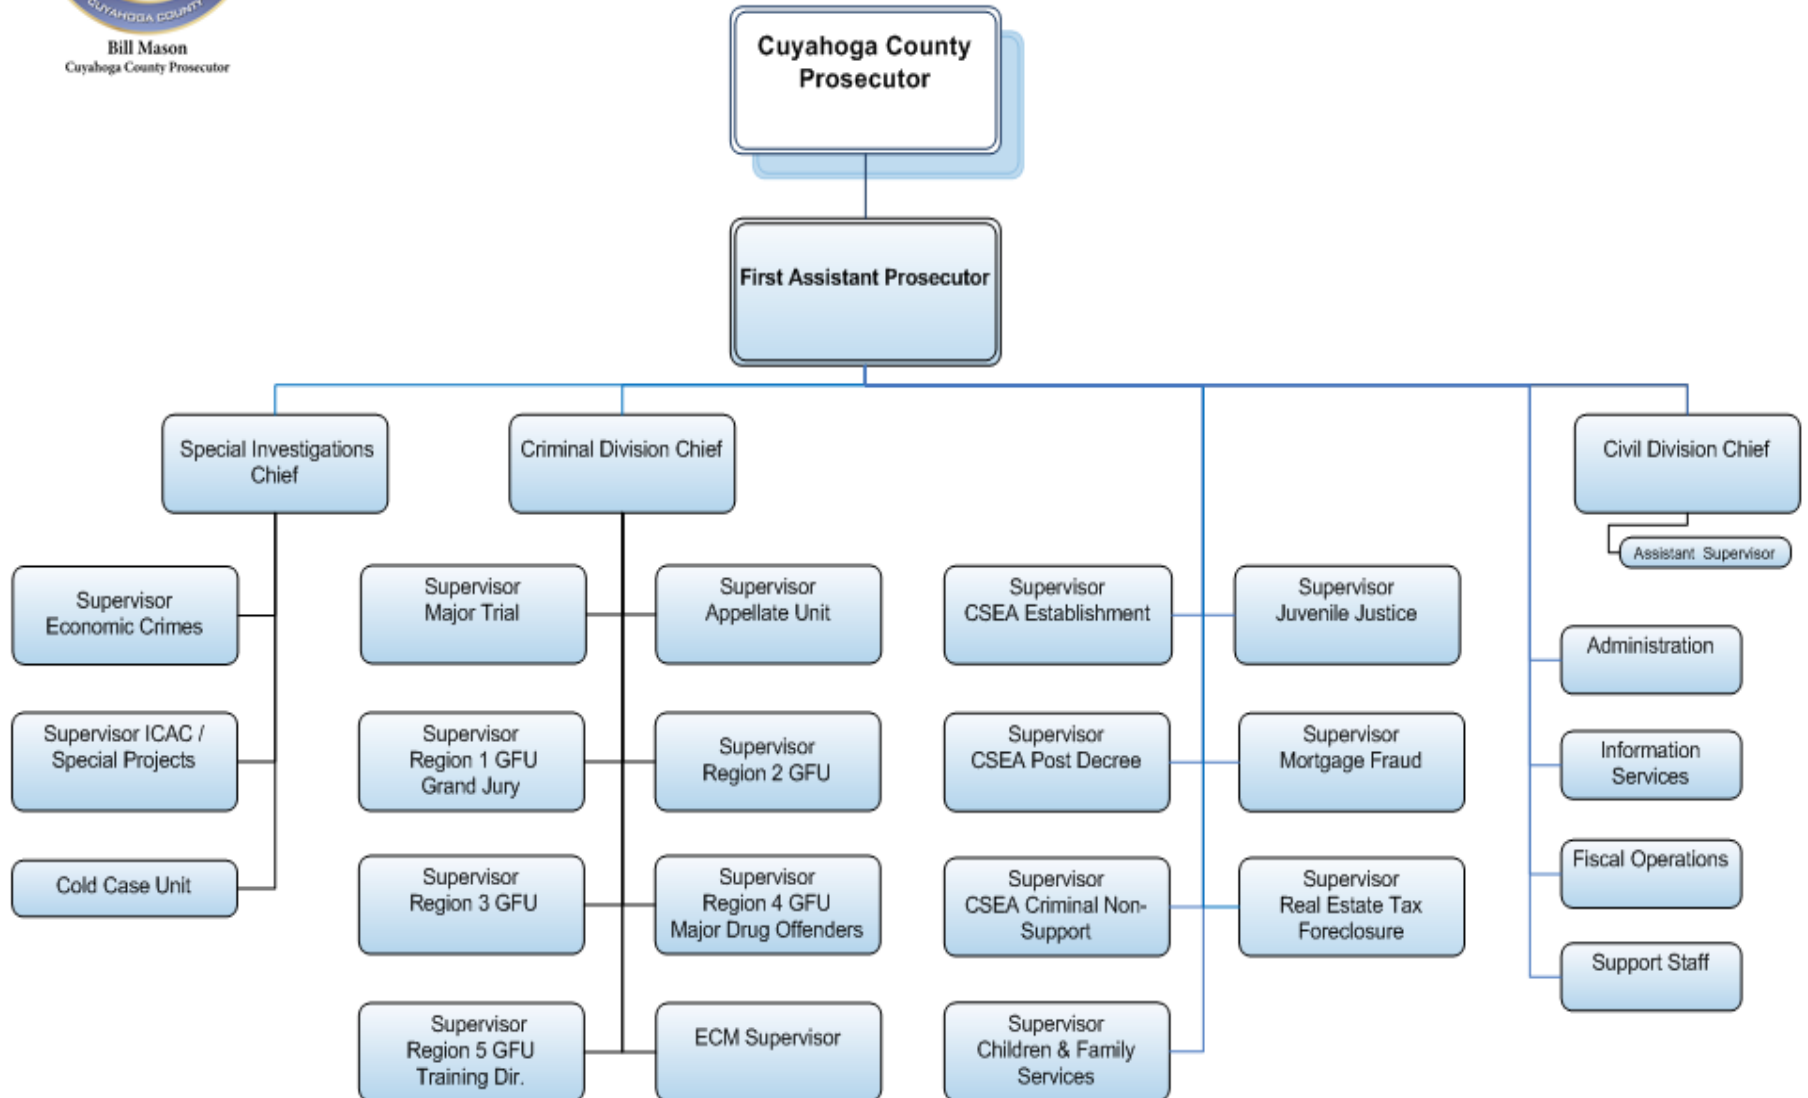 CUYAHOGA COUNTY
Bill Mason
Cuyahoga County Prosecutor
Cuyahoga County
Prosecutor
First Assistant Prosecutor
Special Investigations
Chief
Criminal Division Chief
Civil Division Chief
Assistant Supervisor
Supervisor
Economic Crimes
Supervisor ICAC /
Special Projects
Cold Case Unit
Supervisor
Major Trial
Supervisor
Appellate Unit
Supervisor
Region 1 GFU
Grand Jury
Supervisor
Region 2 GFU
Supervisor
Region 3 GFU
Supervisor
Region 4 GFU
Major Drug Offenders
Supervisor
Region 5 GFU
Training Dir.
ECM Supervisor
Supervisor
CSEA Establishment
Supervisor
Juvenile Justice
Supervisor
CSEA Post Decree
Supervisor
Mortgage Fraud
Supervisor
CSEA Criminal Non-
Support
Supervisor
Real Estate Tax
Foreclosure
Supervisor
Children & Family
Services
Administration
Information
Services
Fiscal Operations
Support Staff